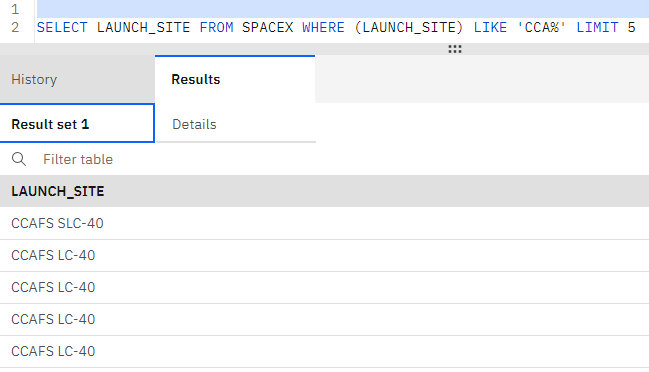 1
2 SELECT LAUNCH_SITE FROM SPACEX WHERE (LAUNCH_SITE) LIKE 'CCA%' LIMIT 5
History Results
Result set 1 Details
Filter table
LAUNCH_SITE
CCAFS SLC-40
CCAFS LC-40
CCAFS LC-40
CCAFS LC-40
CCAFS LC-40